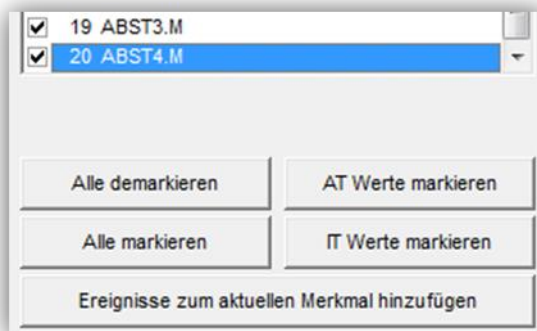 19 ABST3.M
20 ABST4.M
Alle demarkieren
AT Werte markieren
Alle markieren
IT Werte markieren
Ereignisse zum aktuellen Merkmal hinzufügen